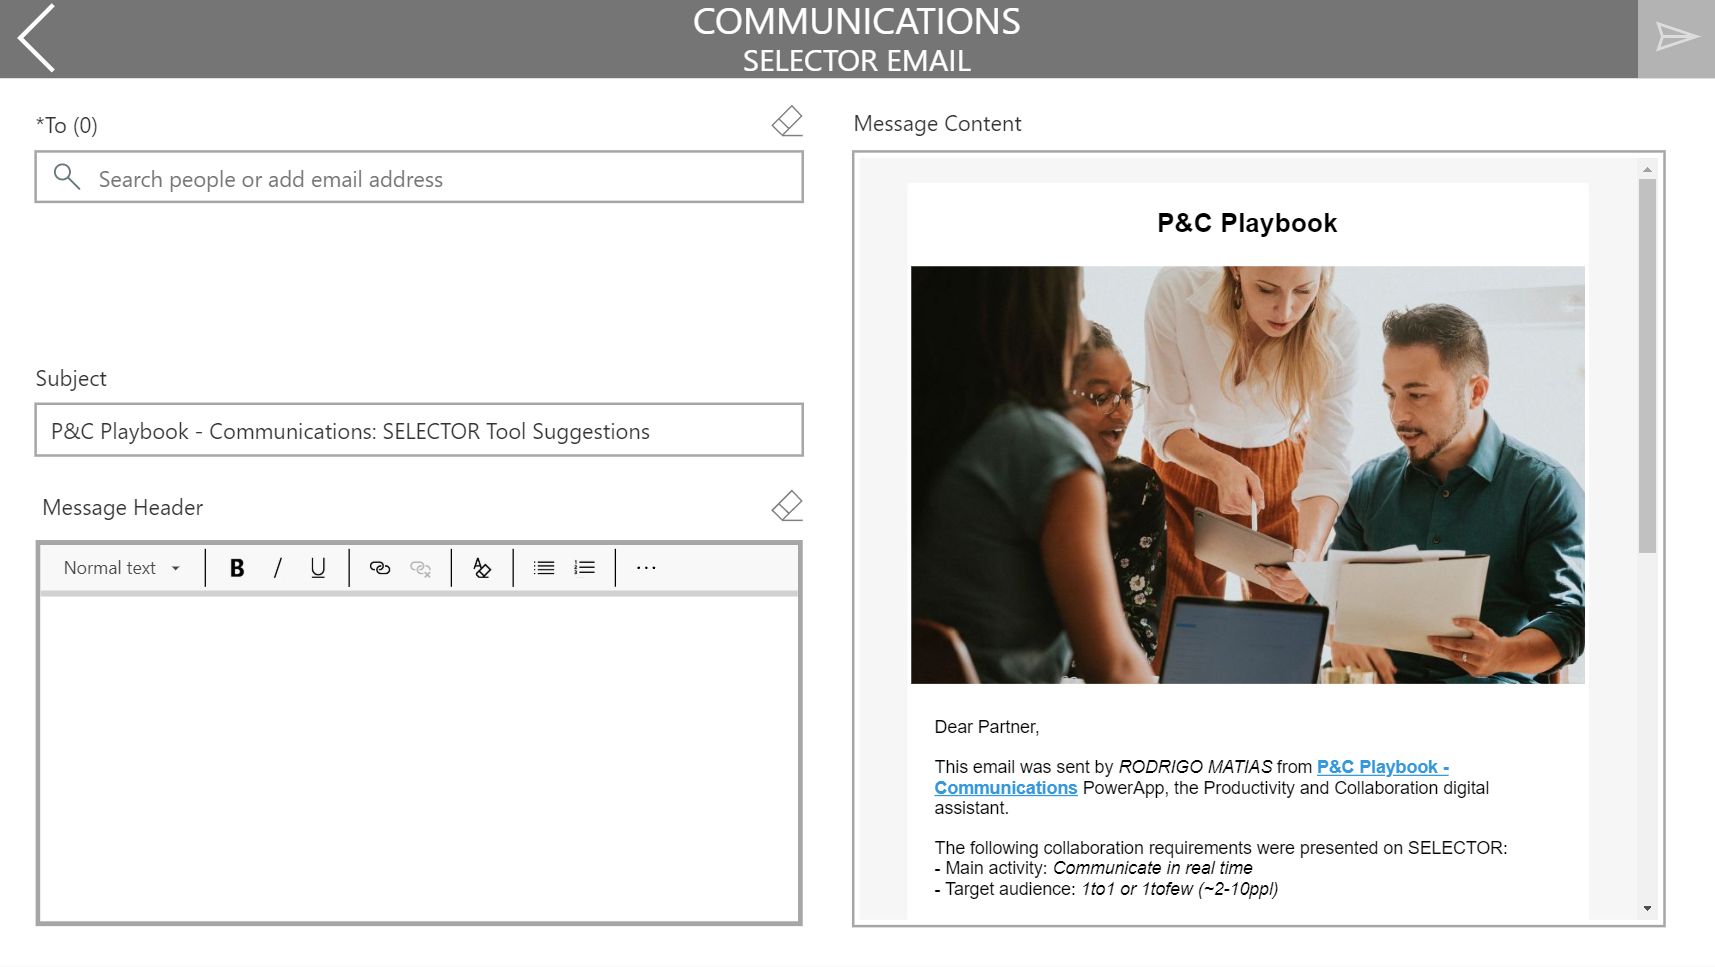 COMMUNICATIONS
SELECTOR EMAIL
*To (0)
Search people or add email address
Subject
P&C Playbook - Communications: SELECTOR Tool Suggestions
Message Header
Normal text B / U ...
Message Content
P&C Playbook
Dear Partner,
This email was sent by RODRIGO MATIAS from P&C Playbook -
Communications PowerApp, the Productivity and Collaboration digital
assistant.
The following collaboration requirements were presented on SELECTOR:
- Main activity: Communicate in real time
- Target audience: 1to1 or 1tofew (~2-10ppl)